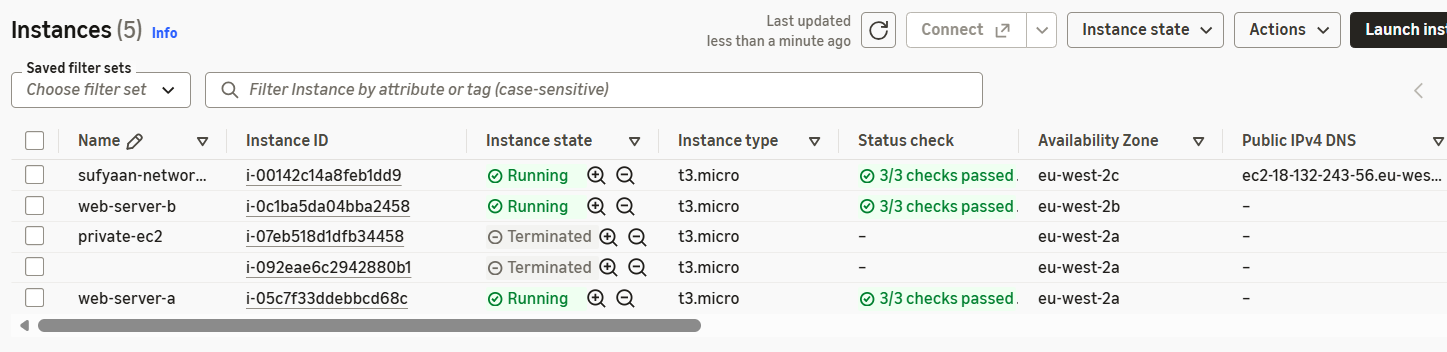 Instances (5) Info
Last updated
less than a minute ago
Connect
Instance state
Actions
Launch inst
Saved filter sets
Choose filter set
Filter Instance by attribute or tag (case-sensitive)
Name Instance ID Instance state Instance type Status check Availability Zone Public IPv4 DNS
sufyaan-networ... i-00142c14a8feb1dd9 Running t3.micro 3/3 checks passed eu-west-2c ec2-18-132-243-56.eu-wes...
web-server-b i-0c1ba5da04bba2458 Running t3.micro 3/3 checks passed eu-west-2b –
private-ec2 i-07eb518d1dfb34458 Terminated t3.micro – eu-west-2a –
i-092eae6c2942880b1 Terminated t3.micro – eu-west-2a –
web-server-a i-05c7f33ddebbcd68c Running t3.micro 3/3 checks passed eu-west-2a –